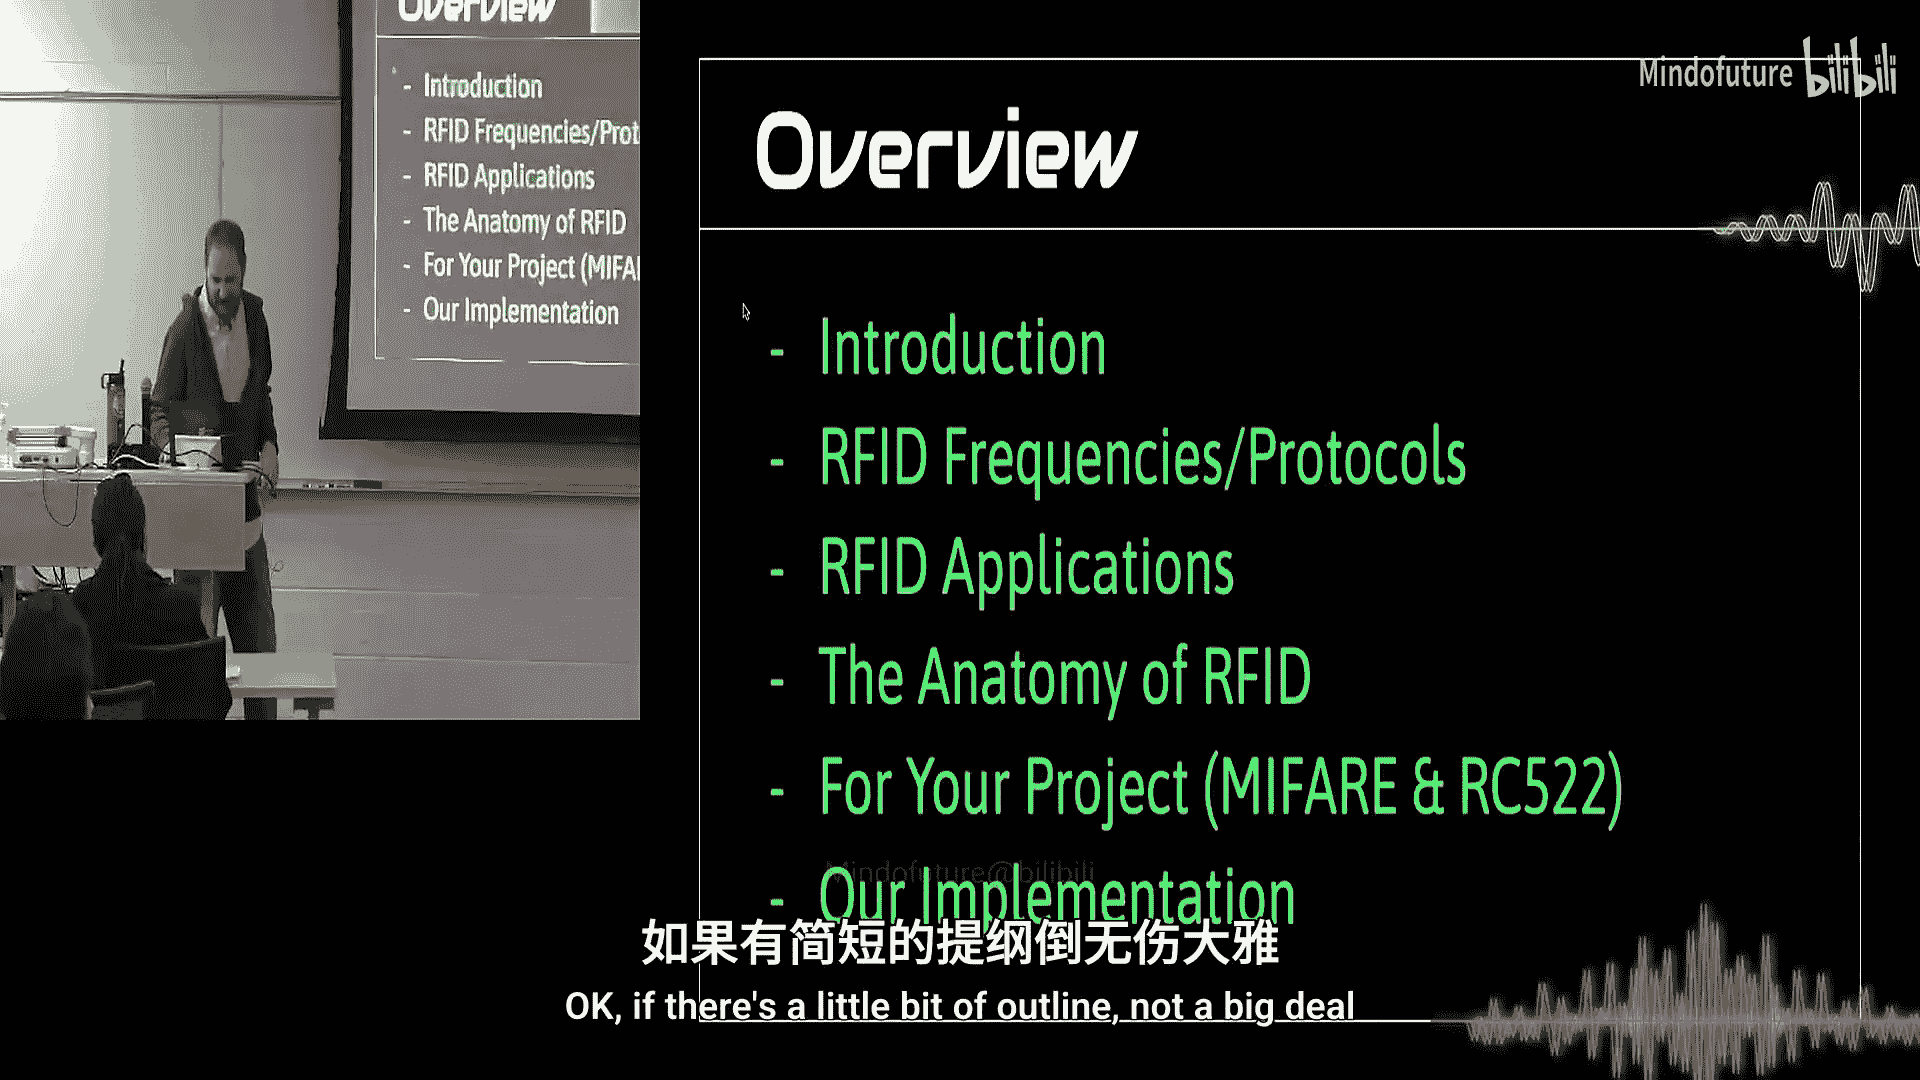 Overview
- Introduction
- RFID Frequencies/Prot
- RFID Applications
- The Anatomy of RFID
- For Your Project (MIFA
- Our Implementation
Mindofuture bilibili
Overview
- Introduction
- RFID Frequencies/Protocols
- RFID Applications
- The Anatomy of RFID
- For Your Project (MIFARE & RC522)
Mindofuture@bilibili
- Our Implementation
如果有简短的提纲倒无伤大雅
OK, if there's a little bit of outline, not a big deal